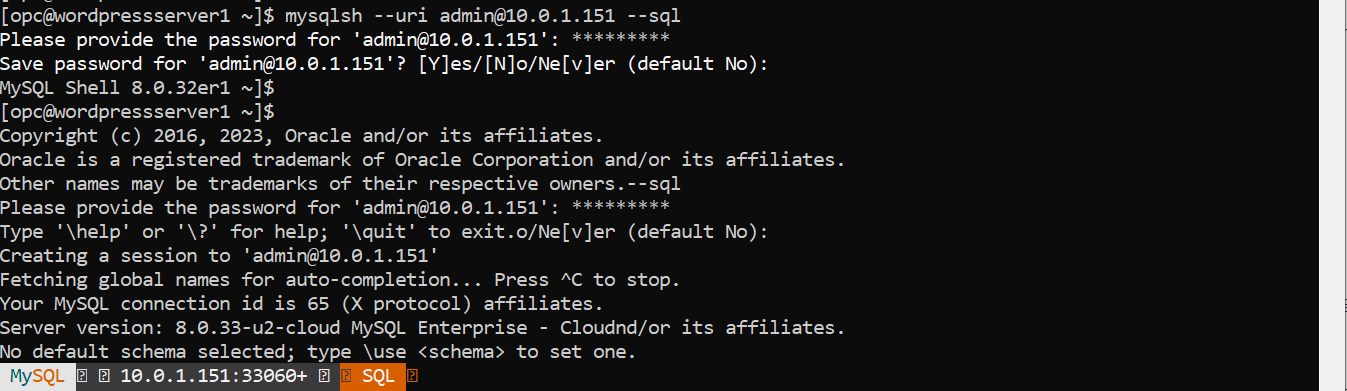 [opc@wordpressserver1 ~]$ mysqlsh --uri admin@10.0.1.151 --sql
Please provide the password for 'admin@10.0.1.151': *********
Save password for 'admin@10.0.1.151'? [Y]es/[N]o/Ne[v]er (default No):
MySQL Shell 8.0.32er1 ~]$
[opc@wordpressserver1 ~]$
Copyright (c) 2016, 2023, Oracle and/or its affiliates.
Oracle is a registered trademark of Oracle Corporation and/or its affiliates.
Other names may be trademarks of their respective owners.--sql
Please provide the password for 'admin@10.0.1.151': *********
Type '\help' or '\?' for help; '\quit' to exit.o/Ne[v]er (default No):
Creating a session to 'admin@10.0.1.151'
Fetching global names for auto-completion... Press ^C to stop.
Your MySQL connection id is 65 (X protocol) affiliates.
Server version: 8.0.33-u2-cloud MySQL Enterprise - Cloudnd/or its affiliates.
No default schema selected; type \use <schema> to set one.
MySQL 10.0.1.151:33060+ SQL